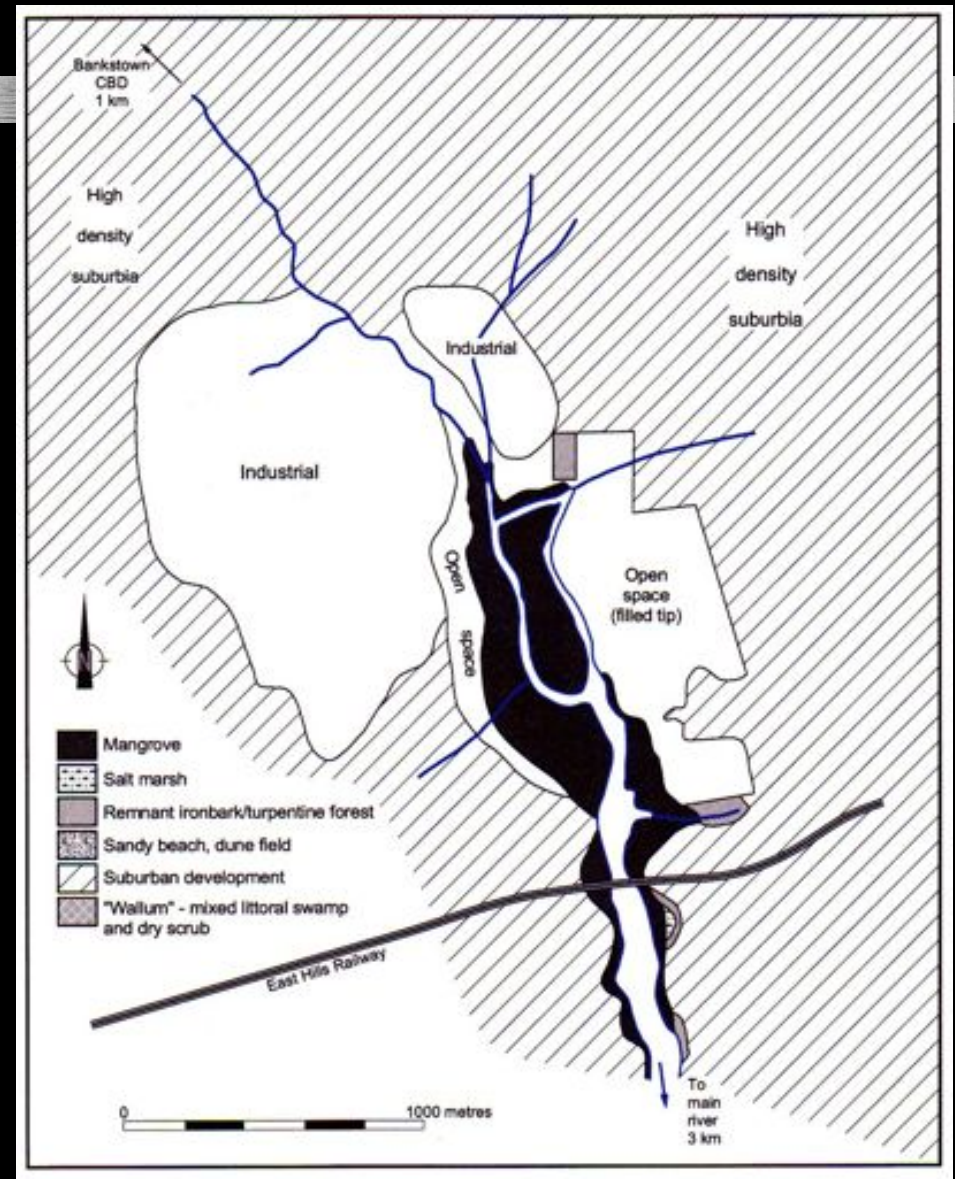 Bankstown
CBD
1 km
High
density
suburbia
High
density
suburbia
Industrial
Industrial
Open
space
Open
space
(filled tip)
N
Mangrove
Salt marsh
Remnant ironbark/turpentine forest
Sandy beach, dune field
Suburban development
"Wallum" - mixed littoral swamp
and dry scrub
East Hills Railway
0
1000 metres
To
main
river
3 km